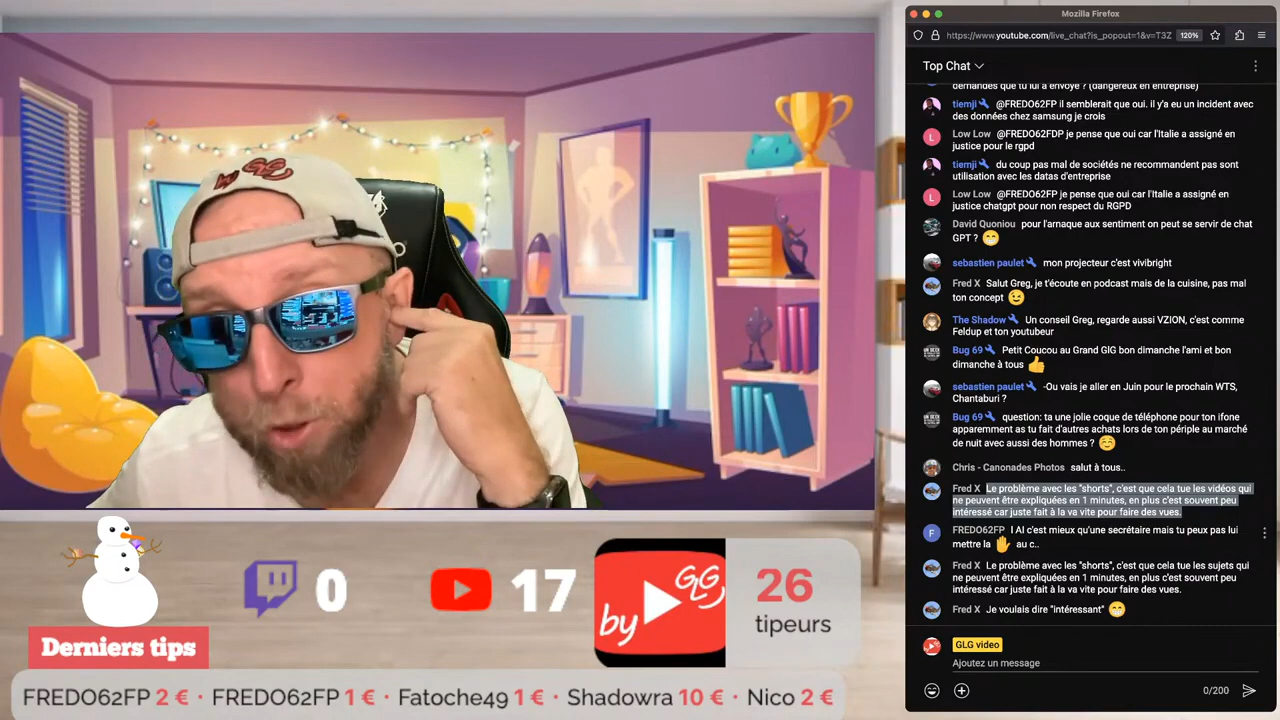 Mozilla Firefox
https://www.youtube.com/live_chat?is_popout=1&v=T3Z
120%
Top Chat
demandes que tu lui a envoyé ? (dangereux en entreprise)
tiemji @FREDO62FP il semblerait que oui. il y'a eu un incident avec
des données chez samsung je crois
Low Low @FREDO62FDP je pense que oui car l'Italie a assigné en
justice pour le rgpd
tiemji du coup pas mal de sociétés ne recommandent pas son
utilisation avec les datas d'entreprise
Low Low @FREDO62FP je pense que oui car l'Italie a assigné en
justice chatgpt pour non respect du RGPD
David Quoniou pour l'arnaque aux sentiment on peut se servir de chat
GPT ? 😁
sebastien paulet mon projecteur c'est vivibright
Fred X Salut Greg, je t'écoute en podcast mais de la cuisine, pas mal
ton concept 😉
The Shadow Un conseil Greg, regarde aussi VZION, c'est comme
Feldup et ton youtubeur
Bug 69 Petit Coucou au Grand GlG bon dimanche l'ami et bon
dimanche à tous 👍
sebastien paulet -Ou vais je aller en Juin pour le prochain WTS,
Chantaburi ?
Bug 69 question: ta une jolie coque de téléphone pour ton ifone
apparemment as tu fait d'autres achats lors de ton périple au marché
de nuit avec aussi des hommes ? ☺️
Chris - Canonades Photos salut à tous..
Fred X Le problème avec les "shorts", c'est que cela tue les vidéos qui
ne peuvent être expliquées en 1 minutes, en plus c'est souvent peu
intéressé car juste fait à la va vite pour faire des vues.
FREDO62FP l AI c'est mieux qu'une secrétaire mais tu peux pas lui
mettre la ✋ au c..
Fred X Le problème avec les "shorts", c'est que cela tue les sujets qui
ne peuvent être expliquées en 1 minutes, en plus c'est souvent peu
intéressé car juste fait à la va vite pour faire des vues.
Fred X Je voulais dire "intéressant" 😁
GLG video
Ajoutez un message
0/200
by GLG
Derniers tips
0
17
by GLG
26
tipeurs
FREDO62FP 2 € · FREDO62FP 1 € · Fatoche49 1 € · Shadowra 10 € · Nico 2 €